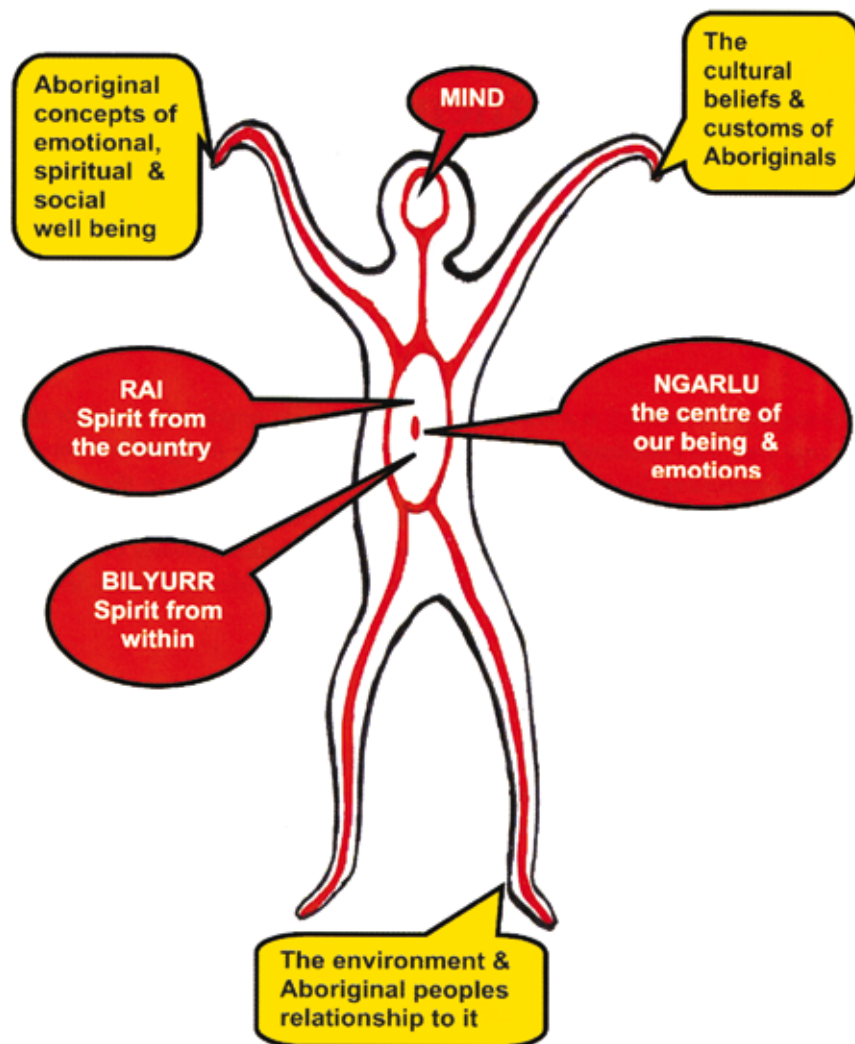 Aboriginal
concepts of
emotional,
spiritual &
social
well being
MIND
The
cultural
beliefs &
customs of
Aboriginals
RAI
Spirit from
the country
NGARLU
the centre of
our being &
emotions
BILYURR
Spirit from
within
The environment &
Aboriginal peoples
relationship to it